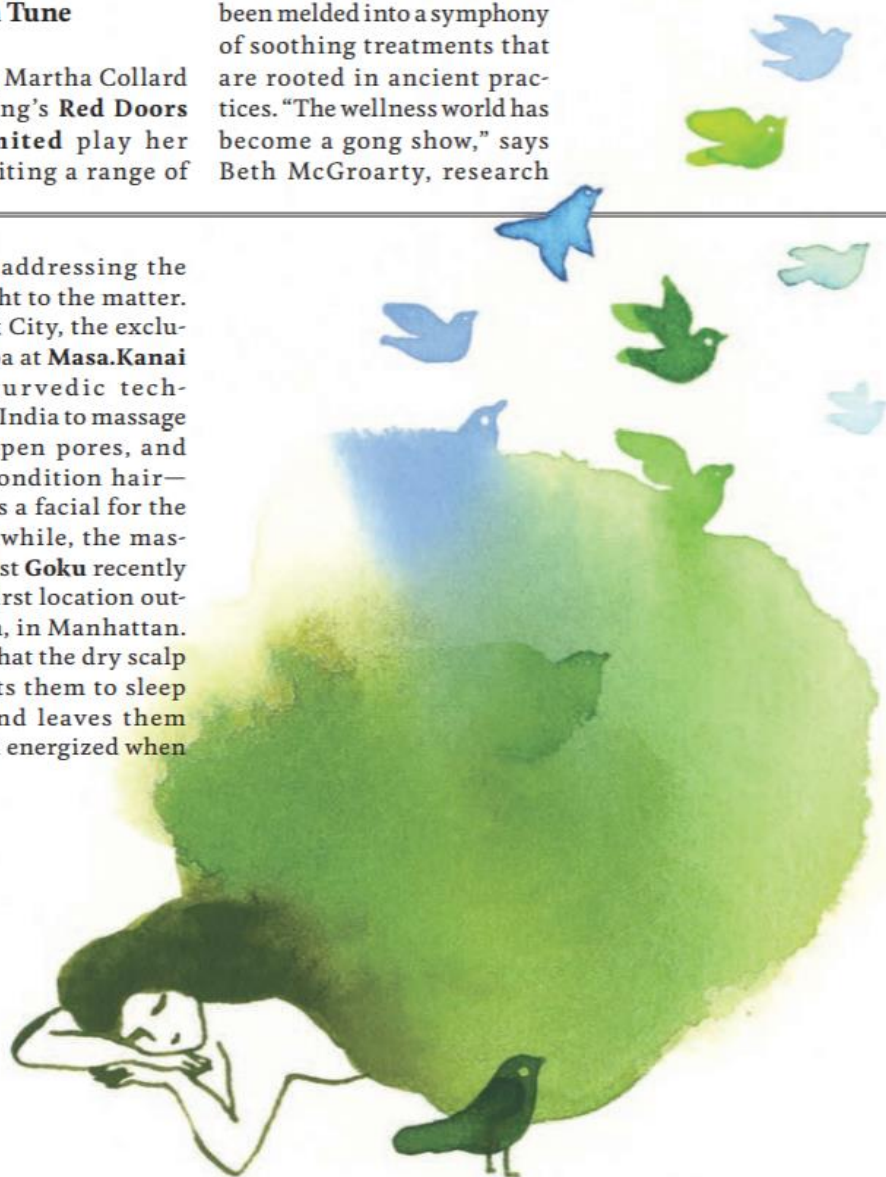 Tune
Martha Collard
ng's Red Doors
nited play her
iting a range of
been melded into a symphony
of soothing treatments that
are rooted in ancient prac-
tices. “The wellness world has
become a gong show,” says
Beth McGroarty, research
addressing the
ht to the matter.
City, the exclu-
a at Masa.Kanai
urvedic tech-
India to massage
pen pores, and
ondition hair—
s a facial for the
while, the mas-
st Goku recently
rst location out-
, in Manhattan.
hat the dry scalp
ts them to sleep
nd leaves them
energized when